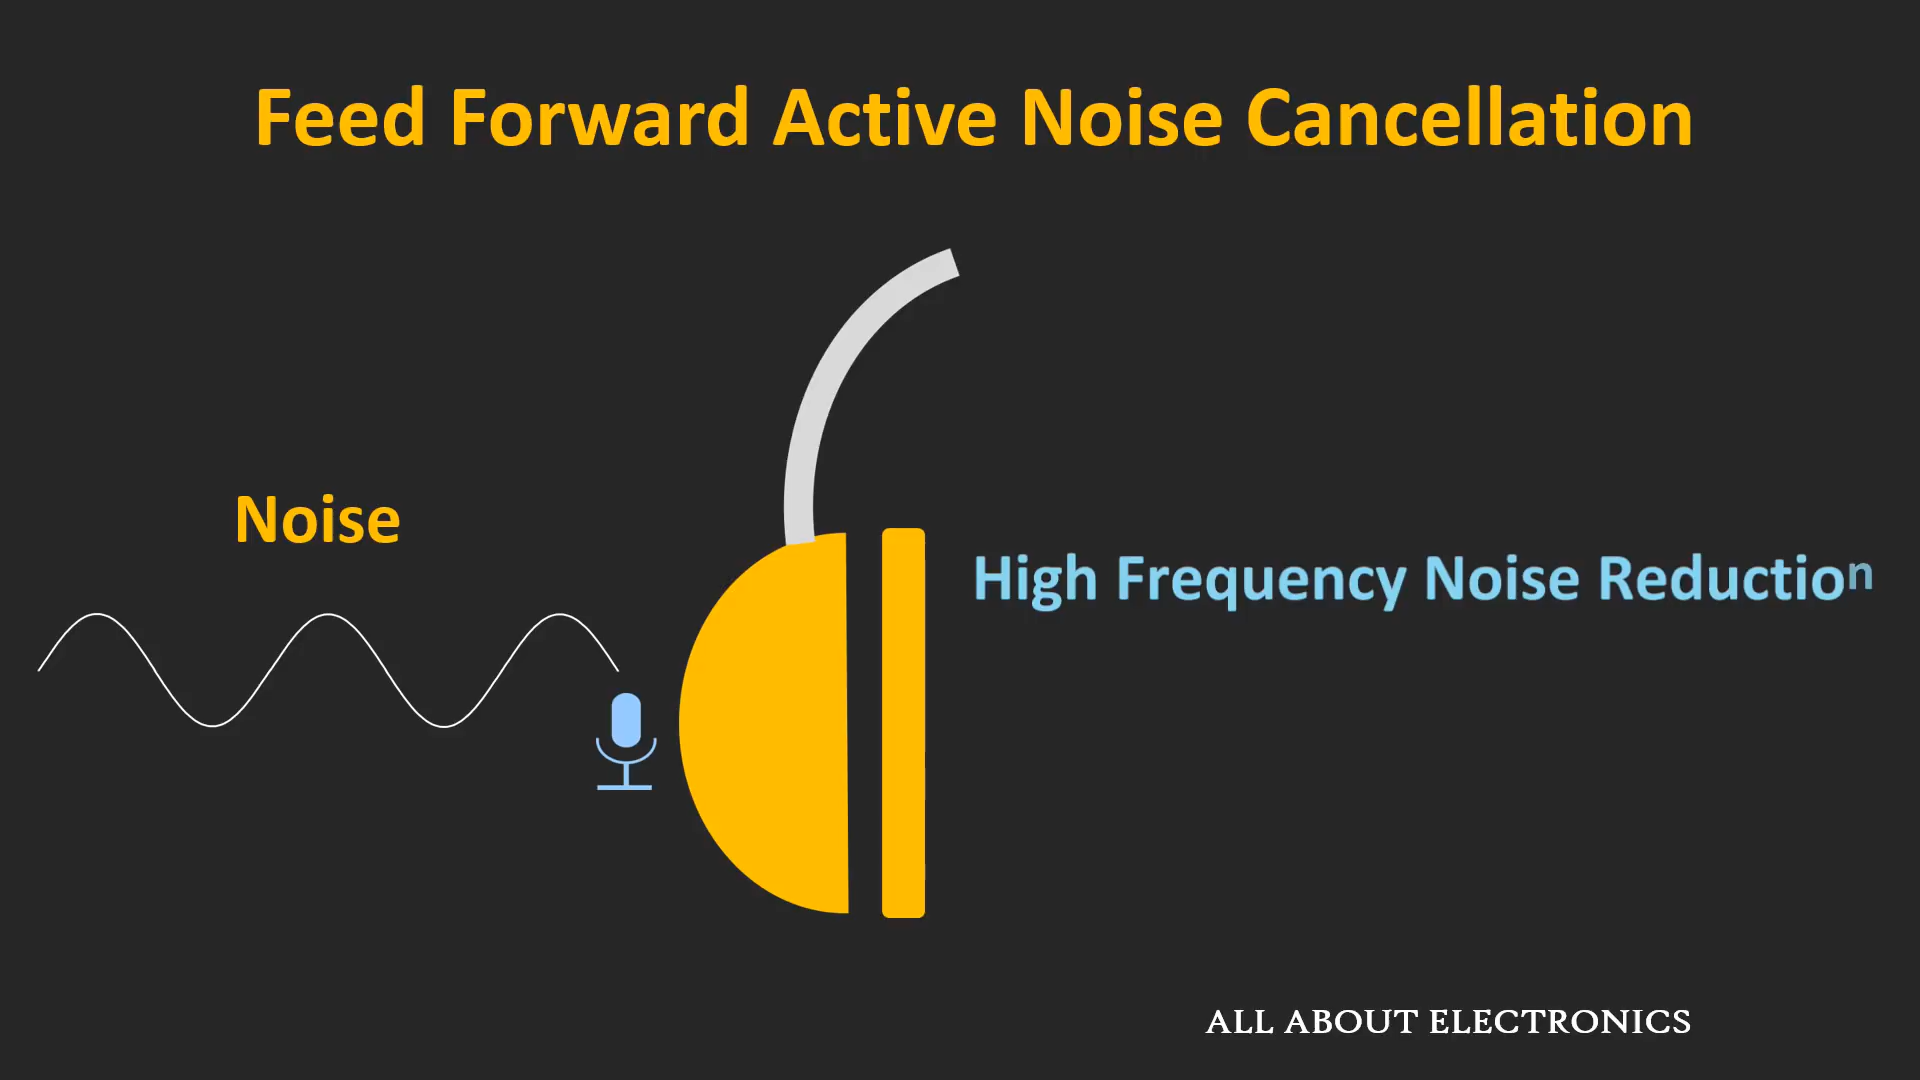 Feed Forward Active Noise Cancellation
Noise
High Frequency Noise Reduction
ALL ABOUT ELECTRONICS